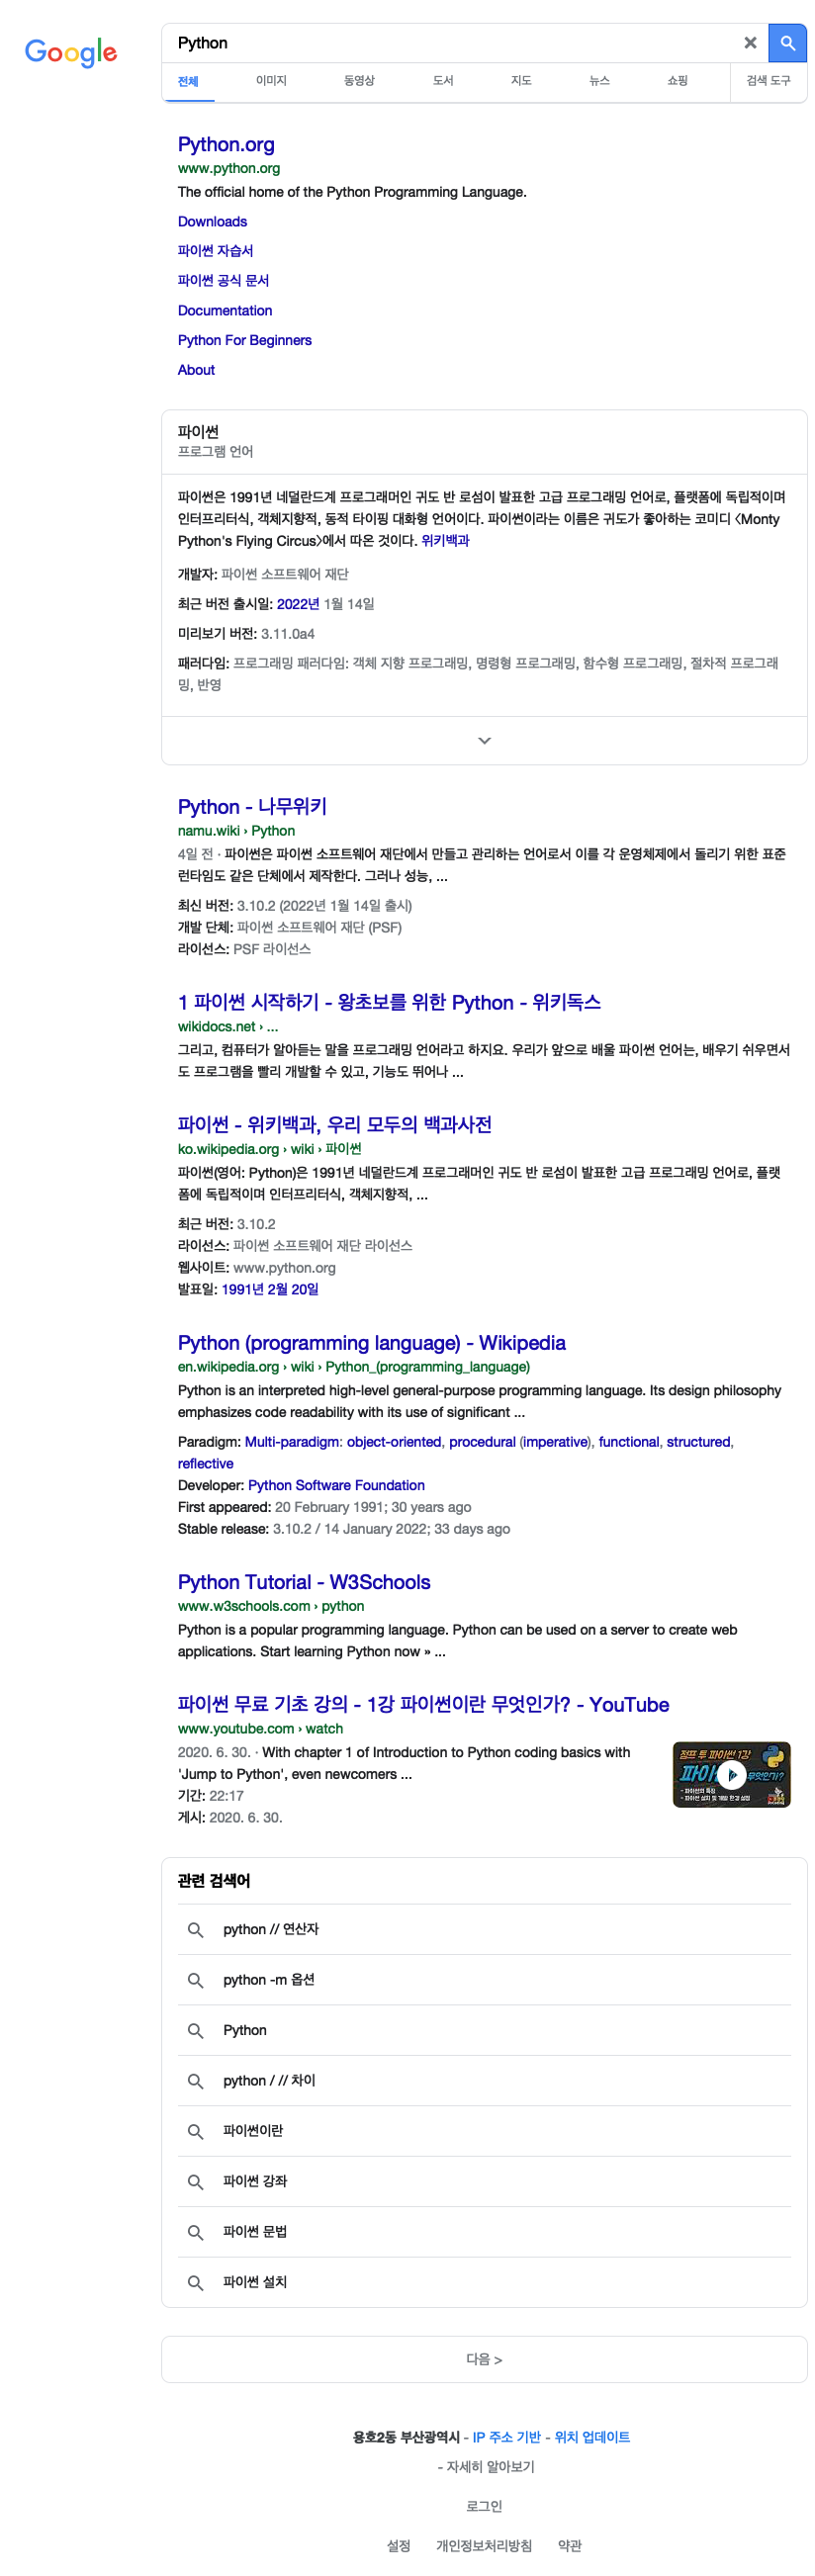 Google
Python
전체 이미지 동영상 도서 지도 뉴스 쇼핑 검색 도구
Python.org
www.python.org
The official home of the Python Programming Language.
Downloads
파이썬 자습서
파이썬 공식 문서
Documentation
Python For Beginners
About
파이썬
프로그램 언어
파이썬은 1991년 네덜란드계 프로그래머인 귀도 반 로섬이 발표한 고급 프로그래밍 언어로, 플랫폼에 독립적이며
인터프리터식, 객체지향적, 동적 타이핑 대화형 언어이다. 파이썬이라는 이름은 귀도가 좋아하는 코미디 〈Monty
Python's Flying Circus〉에서 따온 것이다. 위키백과
개발자: 파이썬 소프트웨어 재단
최근 버전 출시일: 2022년 1월 14일
미리보기 버전: 3.11.0a4
패러다임: 프로그래밍 패러다임: 객체 지향 프로그래밍, 명령형 프로그래밍, 함수형 프로그래밍, 절차적 프로그래
밍, 반영
Python - 나무위키
namu.wiki › Python
4일 전 · 파이썬은 파이썬 소프트웨어 재단에서 만들고 관리하는 언어로서 이를 각 운영체제에서 돌리기 위한 표준
런타임도 같은 단체에서 제작한다. 그러나 성능, ...
최신 버전: 3.10.2 (2022년 1월 14일 출시)
개발 단체: 파이썬 소프트웨어 재단 (PSF)
라이선스: PSF 라이선스
1 파이썬 시작하기 - 왕초보를 위한 Python - 위키독스
wikidocs.net › ...
그리고, 컴퓨터가 알아듣는 말을 프로그래밍 언어라고 하지요. 우리가 앞으로 배울 파이썬 언어는, 배우기 쉬우면서
도 프로그램을 빨리 개발할 수 있고, 기능도 뛰어나 ...
파이썬 - 위키백과, 우리 모두의 백과사전
ko.wikipedia.org › wiki › 파이썬
파이썬(영어: Python)은 1991년 네덜란드계 프로그래머인 귀도 반 로섬이 발표한 고급 프로그래밍 언어로, 플랫
폼에 독립적이며 인터프리터식, 객체지향적, ...
최근 버전: 3.10.2
라이선스: 파이썬 소프트웨어 재단 라이선스
웹사이트: www.python.org
발표일: 1991년 2월 20일
Python (programming language) - Wikipedia
en.wikipedia.org › wiki › Python_(programming_language)
Python is an interpreted high-level general-purpose programming language. Its design philosophy
emphasizes code readability with its use of significant ...
Paradigm: Multi-paradigm: object-oriented, procedural (imperative), functional, structured,
reflective
Developer: Python Software Foundation
First appeared: 20 February 1991; 30 years ago
Stable release: 3.10.2 / 14 January 2022; 33 days ago
Python Tutorial - W3Schools
www.w3schools.com › python
Python is a popular programming language. Python can be used on a server to create web
applications. Start learning Python now » ...
파이썬 무료 기초 강의 - 1강 파이썬이란 무엇인가? - YouTube
www.youtube.com › watch
2020. 6. 30. · With chapter 1 of Introduction to Python coding basics with
'Jump to Python', even newcomers ...
기간: 22:17
게시: 2020. 6. 30.
점프 투 파이썬 1강
관련 검색어
python // 연산자
python -m 옵션
Python
python / // 차이
파이썬이란
파이썬 강좌
파이썬 문법
파이썬 설치
다음 >
용호2동 부산광역시 - IP 주소 기반 - 위치 업데이트
- 자세히 알아보기
로그인
설정 개인정보처리방침 약관